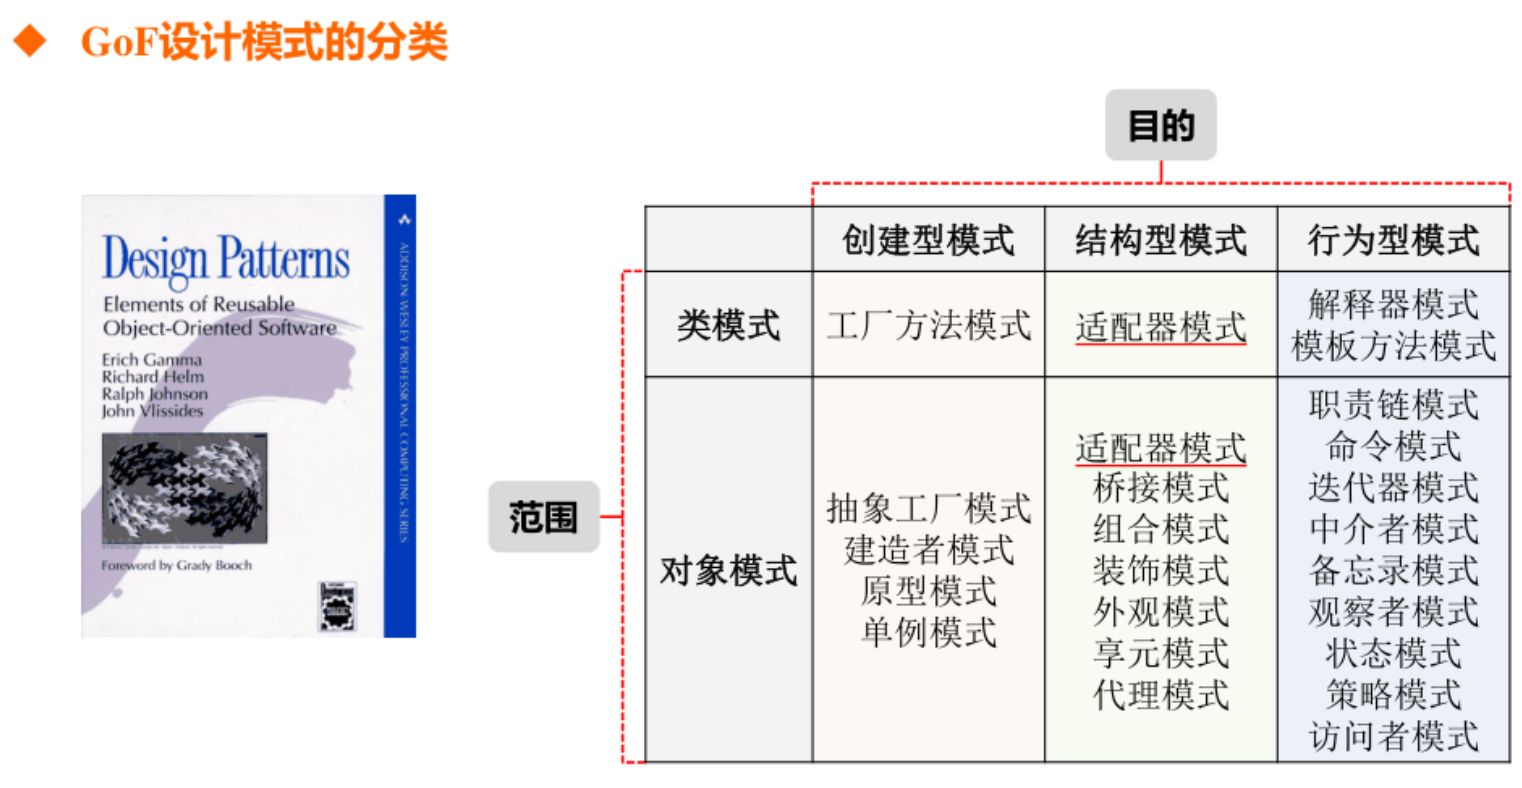 GoF设计模式的分类
Design Patterns
Elements of Reusable
Object-Oriented Software
Erich Gamma
Richard Helm
Ralph Johnson
John Vlissides
Foreword by Grady Booch
ADDISON-WESLEY PROFESSIONAL COMPUTING SERIES
目的
范围
创建型模式 结构型模式 行为型模式
类模式
工厂方法模式
适配器模式
解释器模式
模板方法模式
对象模式
抽象工厂模式
建造者模式
原型模式
单例模式
适配器模式
桥接模式
组合模式
装饰模式
外观模式
享元模式
代理模式
职责链模式
命令模式
迭代器模式
中介者模式
备忘录模式
观察者模式
状态模式
策略模式
访问者模式